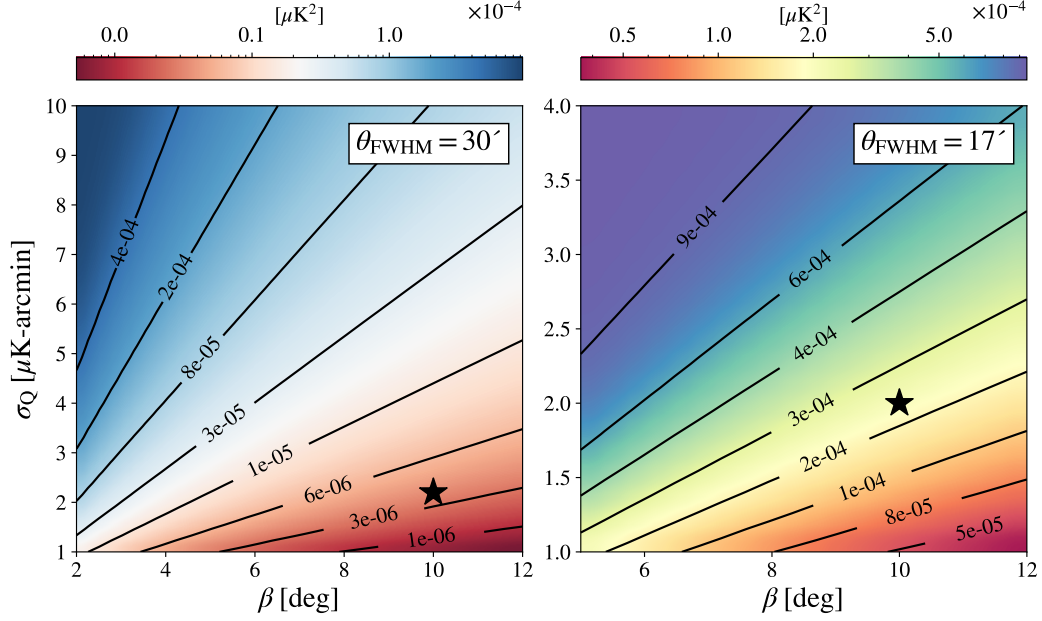 [μK²] ×10⁻⁴
0.0 0.1 1.0
[μK²] ×10⁻⁴
0.5 1.0 2.0 5.0
θFWHM = 30′
σQ [μK-arcmin]
10
9
8
7
6
5
4
3
2
1
4e-04
2e-04
8e-05
3e-05
1e-05
6e-06
3e-06
1e-06
2 4 6 8 10 12
β [deg]
θFWHM = 17′
4.0
3.5
3.0
2.5
2.0
1.5
1.0
9e-04
6e-04
4e-04
3e-04
2e-04
1e-04
8e-05
5e-05
6 8 10 12
β [deg]